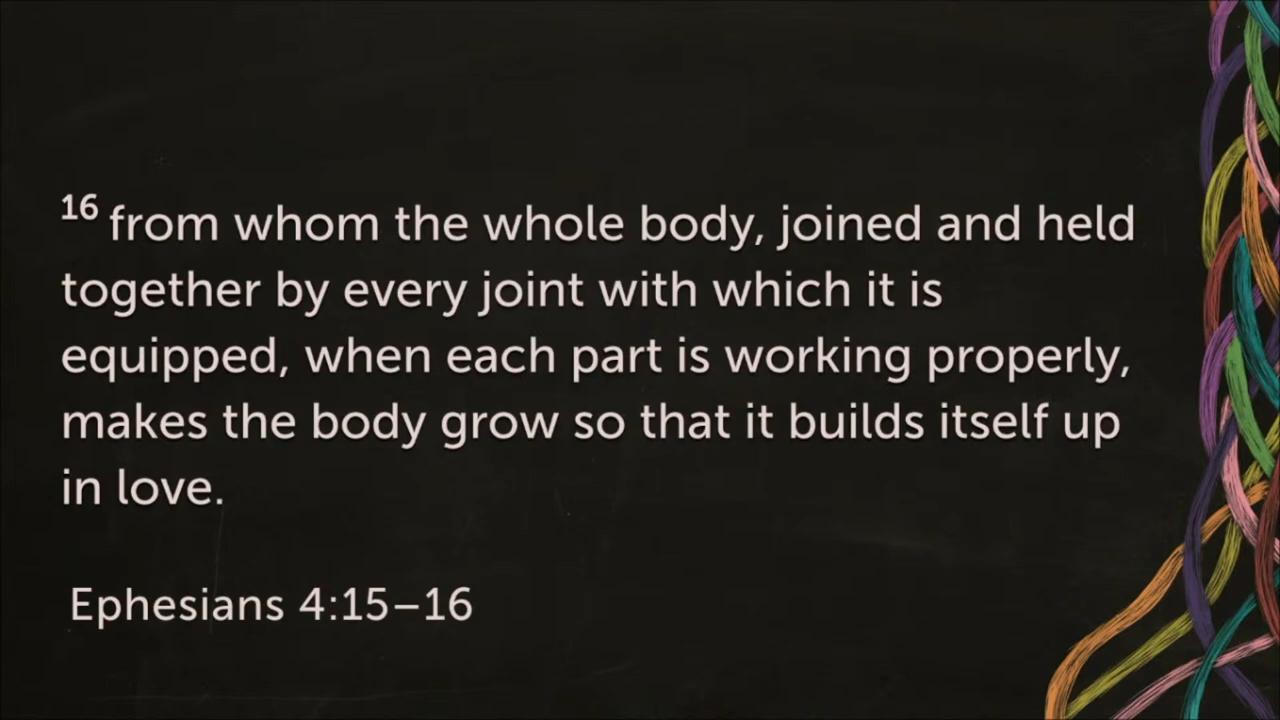 16 from whom the whole body, joined and held
together by every joint with which it is
equipped, when each part is working properly,
makes the body grow so that it builds itself up
in love.
Ephesians 4:15–16